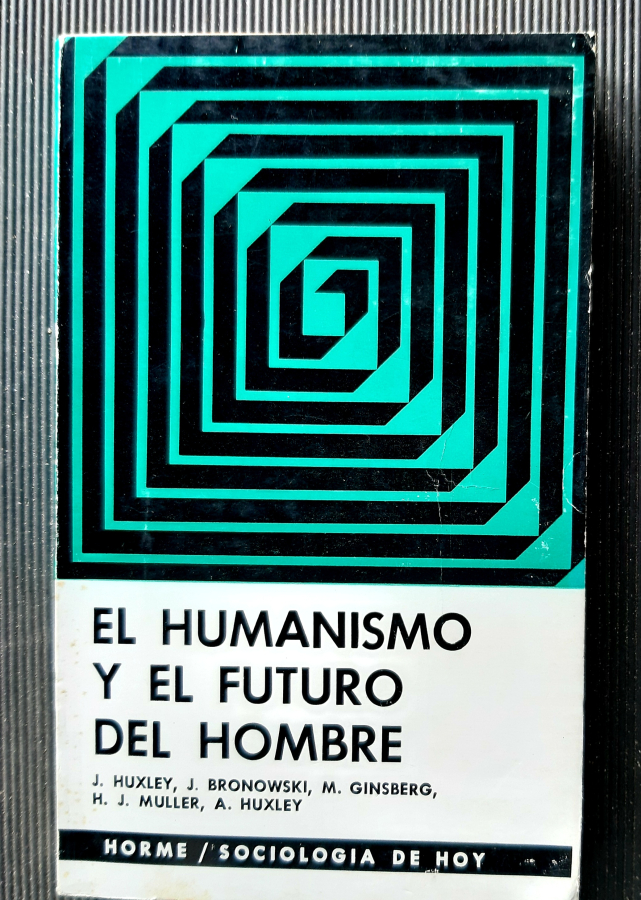 EL HUMANISMO
Y EL FUTURO
DEL HOMBRE
J. HUXLEY, J. BRONOWSKI, M. GINSBERG,
H. J. MULLER, A. HUXLEY
HORME / SOCIOLOGIA DE HOY